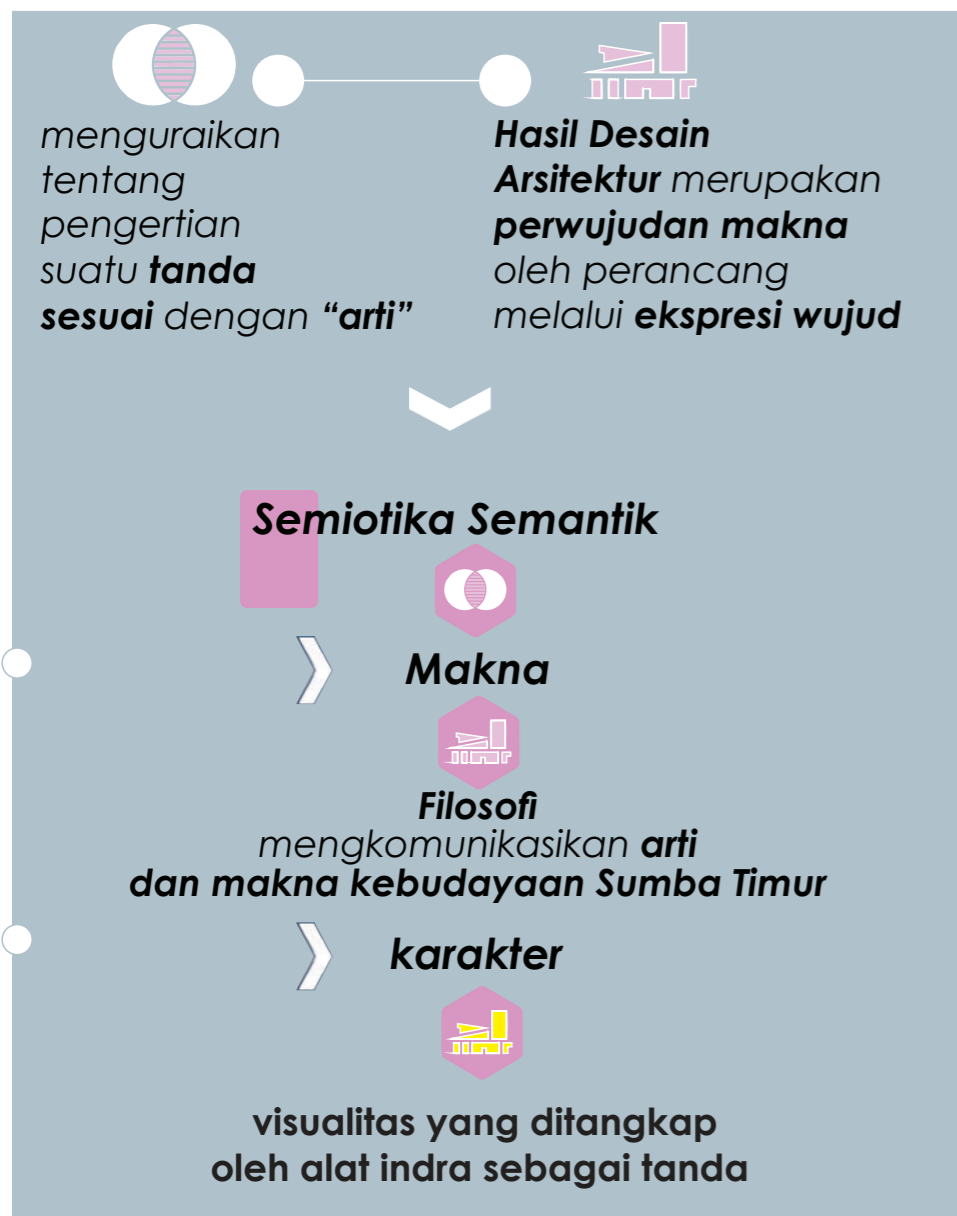 menguraikan
tentang
pengertian
suatu tanda
sesuai dengan “arti”
Hasil Desain
Arsitektur merupakan
perwujudan makna
oleh perancang
melalui ekspresi wujud
Semiotika Semantik
Makna
Filosofi
mengkomunikasikan arti
dan makna kebudayaan Sumba Timur
karakter
visualitas yang ditangkap
oleh alat indra sebagai tanda